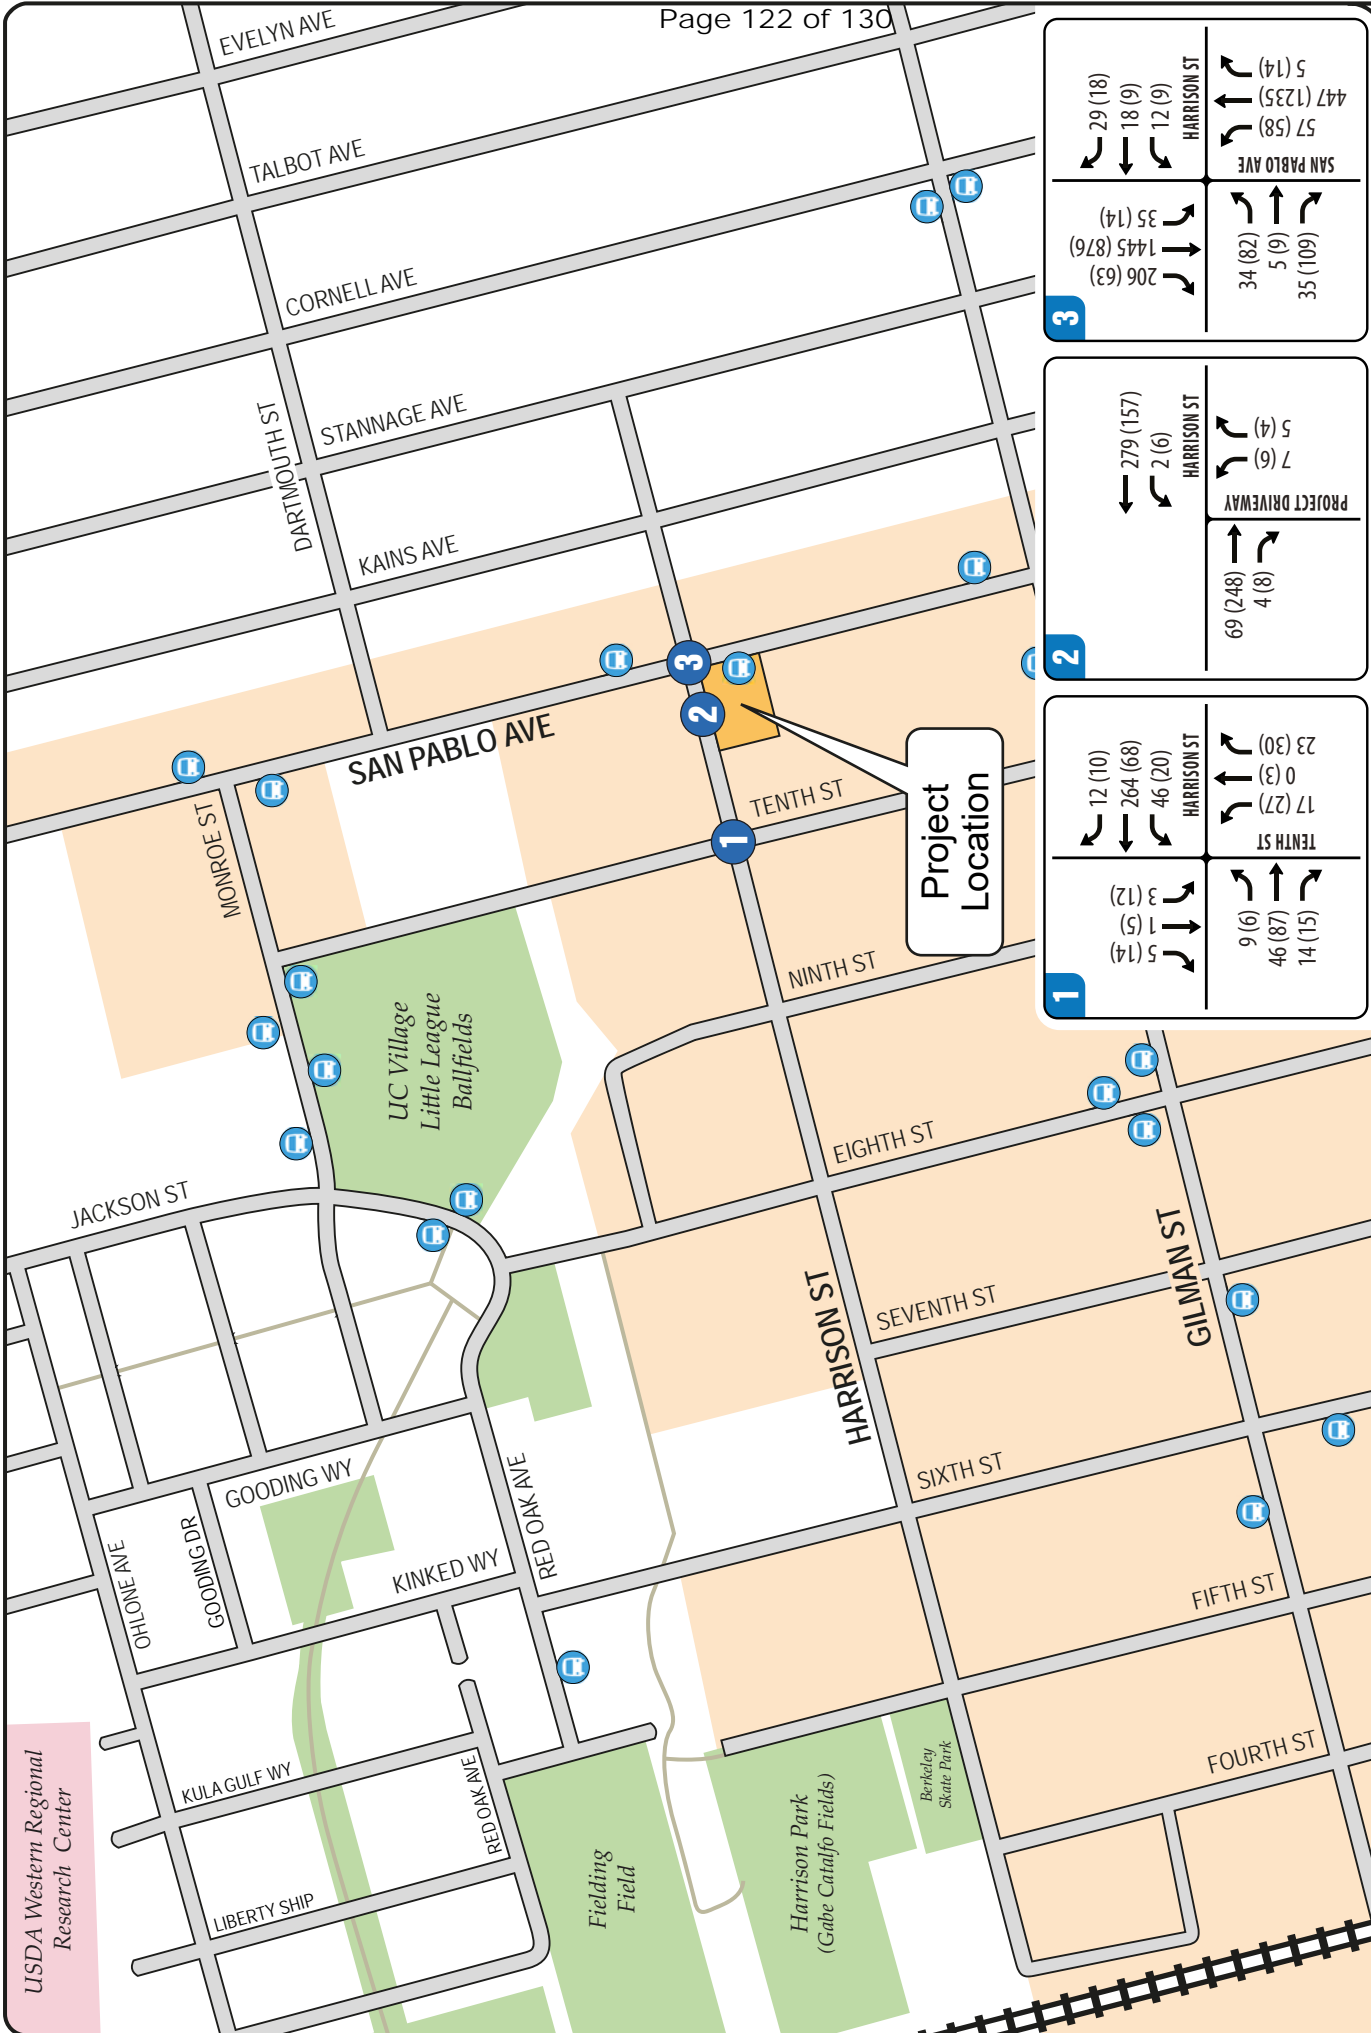 Page 122 of 130
EVELYN AVE
TALBOT AVE
CORNELL AVE
STANNAGE AVE
DARTMOUTH ST
KAINS AVE
SAN PABLO AVE
MONROE ST
TENTH ST
Project
Location
NINTH ST
UC Village
Little League
Ballfields
EIGHTH ST
JACKSON ST
SEVENTH ST
HARRISON ST
GILMAN ST
SIXTH ST
GOODING WY
RED OAK AVE
OHLONE AVE
GOODING DR
KINKED WY
FIFTH ST
FOURTH ST
USDA Western Regional
Research Center
KULA GULF WY
RED OAK AVE
LIBERTY SHIP
Fielding
Field
Harrison Park
(Gabe Catalfo Fields)
Berkeley
Skate Park
1
2
3
1
5 (14)
1 (5)
3 (12)
12 (10)
264 (68)
46 (20)
HARRISON ST
9 (6)
46 (87)
14 (15)
TENTH ST
17 (27)
0 (3)
23 (30)
2
279 (157)
2 (6)
HARRISON ST
69 (248)
4 (8)
PROJECT DRIVEWAY
7 (6)
5 (4)
3
206 (63)
1445 (876)
35 (14)
29 (18)
18 (9)
12 (9)
HARRISON ST
34 (82)
5 (9)
35 (109)
SAN PABLO AVE
57 (58)
447 (1235)
5 (14)